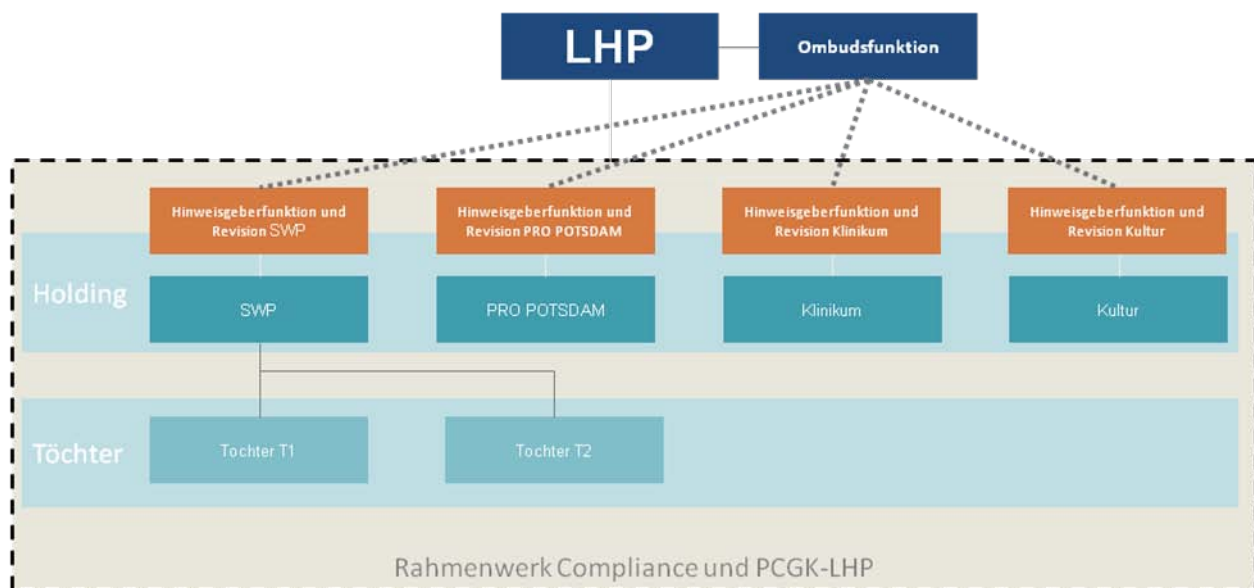 LHP
Ombudsfunktion
Hinweisgeberfunktion und
Revision SWP
Hinweisgeberfunktion und
Revision PRO POTSDAM
Hinweisgeberfunktion und
Revision Klinikum
Hinweisgeberfunktion und
Revision Kultur
Holding
SWP
PRO POTSDAM
Klinikum
Kultur
Töchter
Tochter T1
Tochter T2
Rahmenwerk Compliance und PCGK-LHP